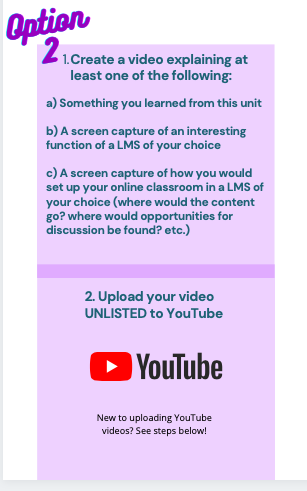 Option
2
1. Create a video explaining at
least one of the following:
a) Something you learned from this unit
b) A screen capture of an interesting
function of a LMS of your choice
c) A screen capture of how you would
set up your online classroom in a LMS of
your choice (where would the content
go? where would opportunities for
discussion be found? etc.)
2. Upload your video
UNLISTED to YouTube
YouTube
New to uploading YouTube
videos? See steps below!